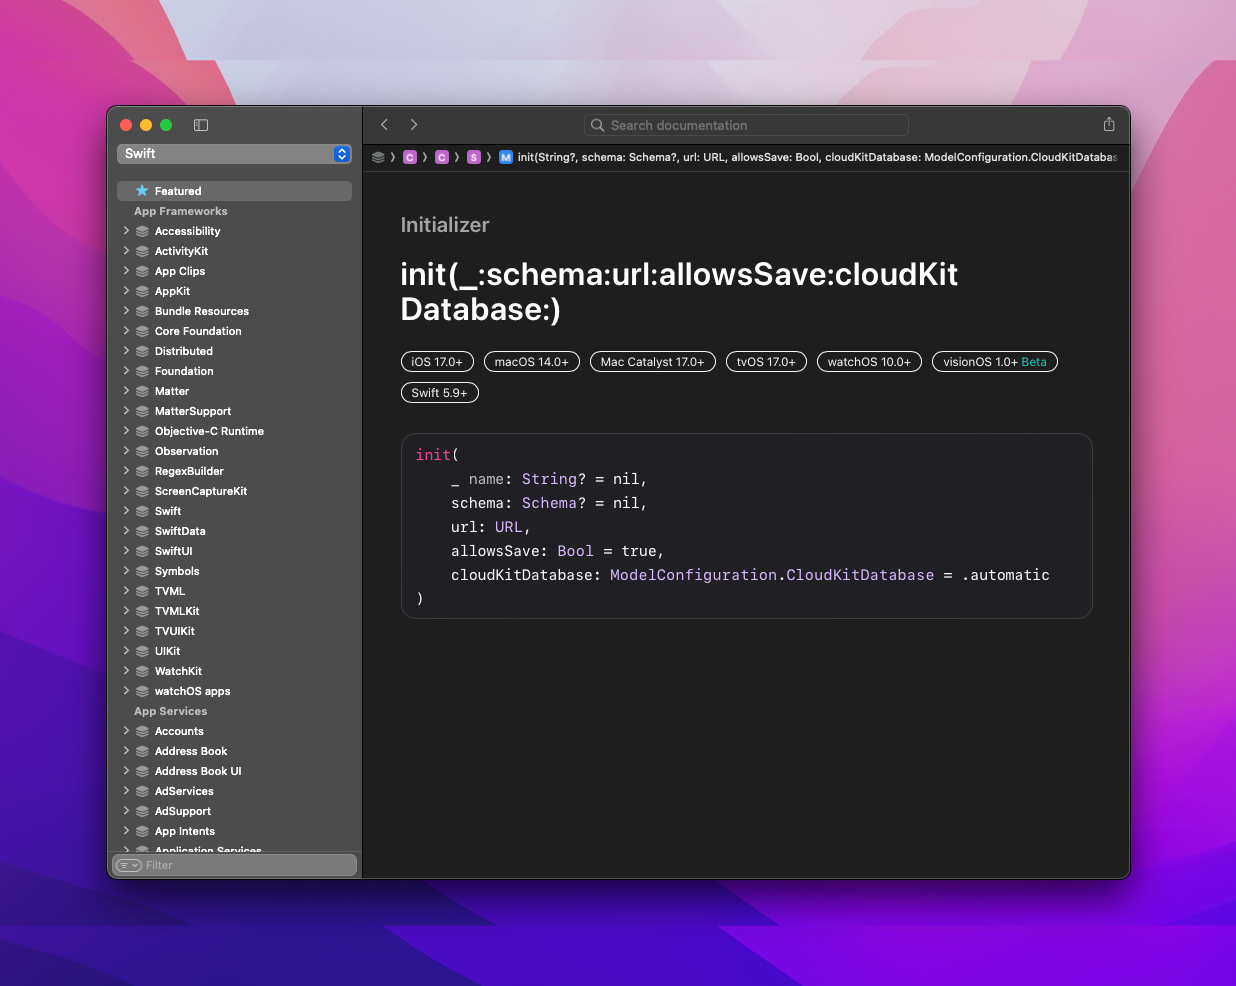 Search documentation
Swift
C C S M init(String?, schema: Schema?, url: URL, allowsSave: Bool, cloudKitDatabase: ModelConfiguration.CloudKitDatabas
Featured
App Frameworks
Accessibility
ActivityKit
App Clips
AppKit
Bundle Resources
Core Foundation
Distributed
Foundation
Matter
MatterSupport
Objective-C Runtime
Observation
RegexBuilder
ScreenCaptureKit
Swift
SwiftData
SwiftUI
Symbols
TVML
TVMLKit
TVUIKit
UIKit
WatchKit
watchOS apps
App Services
Accounts
Address Book
Address Book UI
AdServices
AdSupport
App Intents
Application Services
Filter
Initializer
init(_:schema:url:allowsSave:cloudKit
Database:)
iOS 17.0+ macOS 14.0+ Mac Catalyst 17.0+ tvOS 17.0+ watchOS 10.0+ visionOS 1.0+ Beta
Swift 5.9+
init(
_ name: String? = nil,
schema: Schema? = nil,
url: URL,
allowsSave: Bool = true,
cloudKitDatabase: ModelConfiguration.CloudKitDatabase = .automatic
)